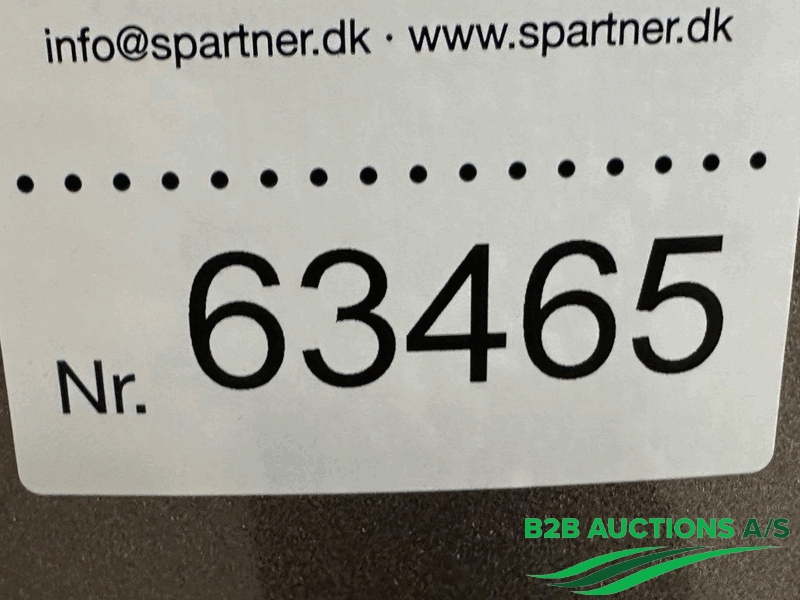 info@spartner.dk · www.spartner.dk
Nr. 63465
B2B AUCTIONS A/S